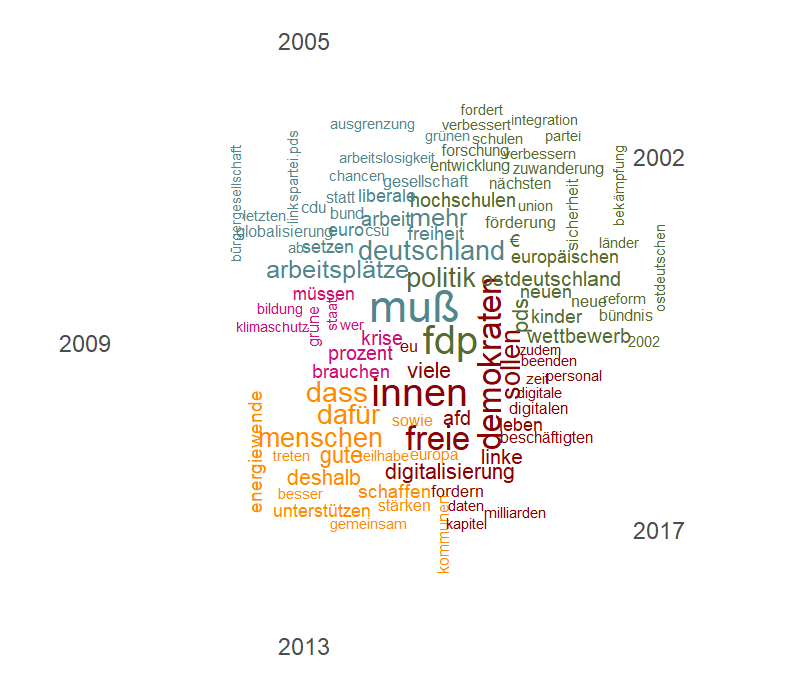 2005
fordert
integration
ausgrenzung
verbessert
grünen
schulen
partei
2002
arbeitslosigkeit
forschung
verbessern
entwicklung
zuwanderung
chancen
gesellschaft
nächsten
bürgergesellschaft
linkspartei.pds
bekämpfung
sicherheit
statt
liberale
hochschulen
union
cdu
bund
letzten
arbeit
mehr
förderung
globalisierung
euro
csu
freiheit
€
länder
ab
setzen
deutschland
europäischen
ostdeutschen
arbeitsplätze
politik
ostdeutschland
müssen
muß
neuen
neue
reform
bildung
grüne
staat
pds
kinder
bündnis
klimaschutz
wer
2009
krise
eu
fdp
wettbewerb
2002
prozent
demokraten
sollen
zudem
beenden
brauchen
viele
zeit
personal
dass
innen
digitale
digitalen
dafür
sowie
afd
leben
energiewende
menschen
freie
beschäftigten
treten
gute
teilhabe
europa
linke
deshalb
digitalisierung
besser
schaffen
fordern
unterstützen
stärken
daten
milliarden
gemeinsam
kommunen
kapitel
2017
2013